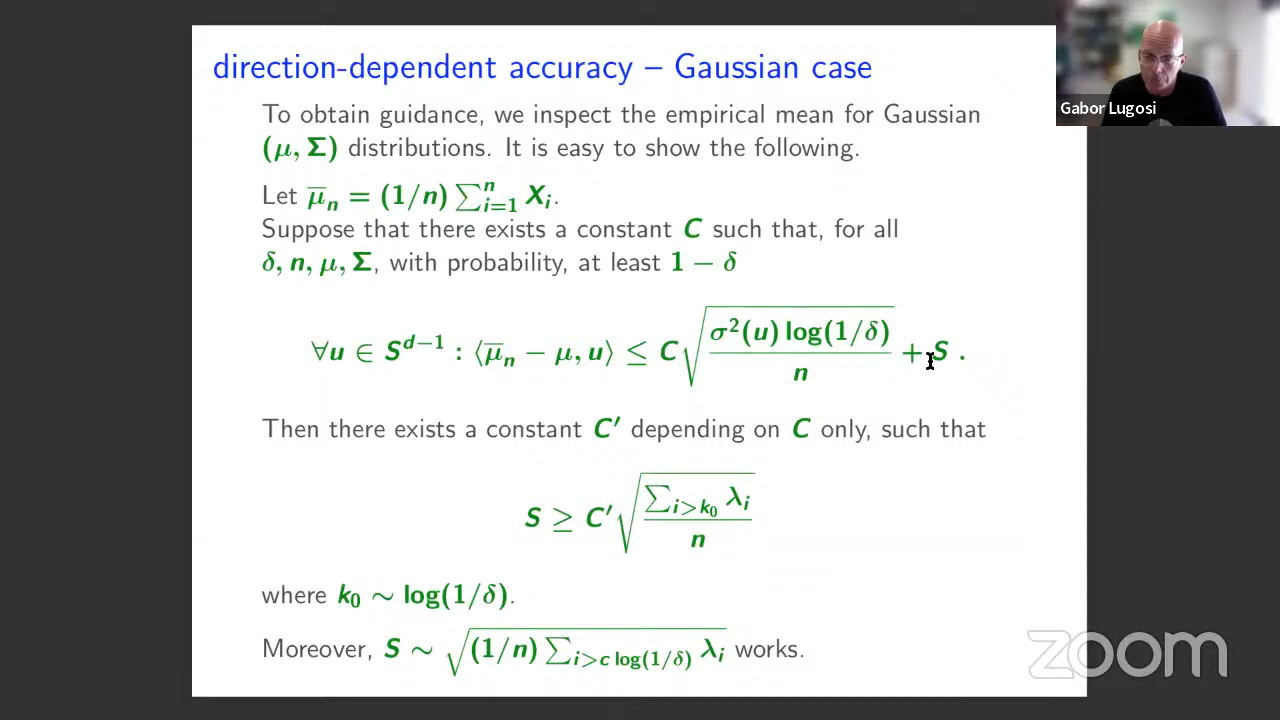 direction-dependent accuracy – Gaussian case
To obtain guidance, we inspect the empirical mean for Gaussian
(μ, Σ) distributions. It is easy to show the following.
Let μ̅ₙ = (1/n) ∑ⁿᵢ₌₁ Xᵢ.
Suppose that there exists a constant C such that, for all
δ, n, μ, Σ, with probability, at least 1 − δ
∀u ∈ S^{d−1} : ⟨μ̅ₙ − μ, u⟩ ≤ C√(σ²(u) log(1/δ) / n) + S .
Then there exists a constant C′ depending on C only, such that
S ≥ C′√(∑_{i>k₀} λᵢ / n)
where k₀ ∼ log(1/δ).
Moreover, S ∼ √((1/n) ∑_{i>c log(1/δ)} λᵢ) works.
Gabor Lugosi
zoom